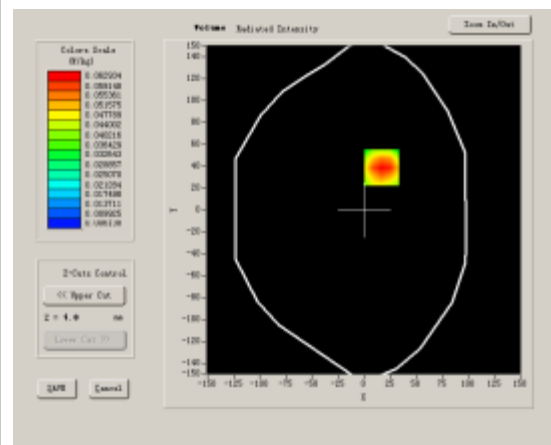 Volume Radiated Intensity
Zoom In/Out
Colors Scale
(W/kg)
0.062934
0.059148
0.055361
0.051575
0.047789
0.044002
0.040216
0.036429
0.032643
0.028857
0.025070
0.021284
0.017498
0.013711
0.009925
0.006138
150
140
120
100
80
60
40
20
0
-20
-40
-60
-80
-100
-120
-140
-150
Y
-150 -125 -100 -75 -50 -25 0 25 50 75 100 125 150
X
Z-Cuts Control
<< Upper Cut
Z = 4.0 mm
Lower Cut >>
SAVE
Cancel